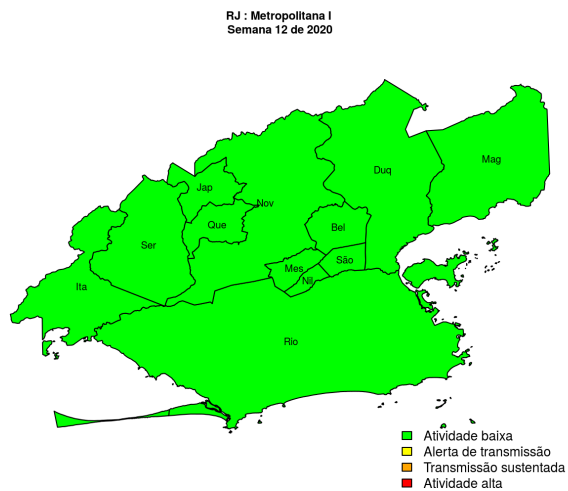 RJ : Metropolitana I
Semana 12 de 2020
Mag
Duq
Jap
Nov
Que
Bel
Ser
São
Mes
Nil
Ita
Rio
Atividade baixa
Alerta de transmissão
Transmissão sustentada
Atividade alta